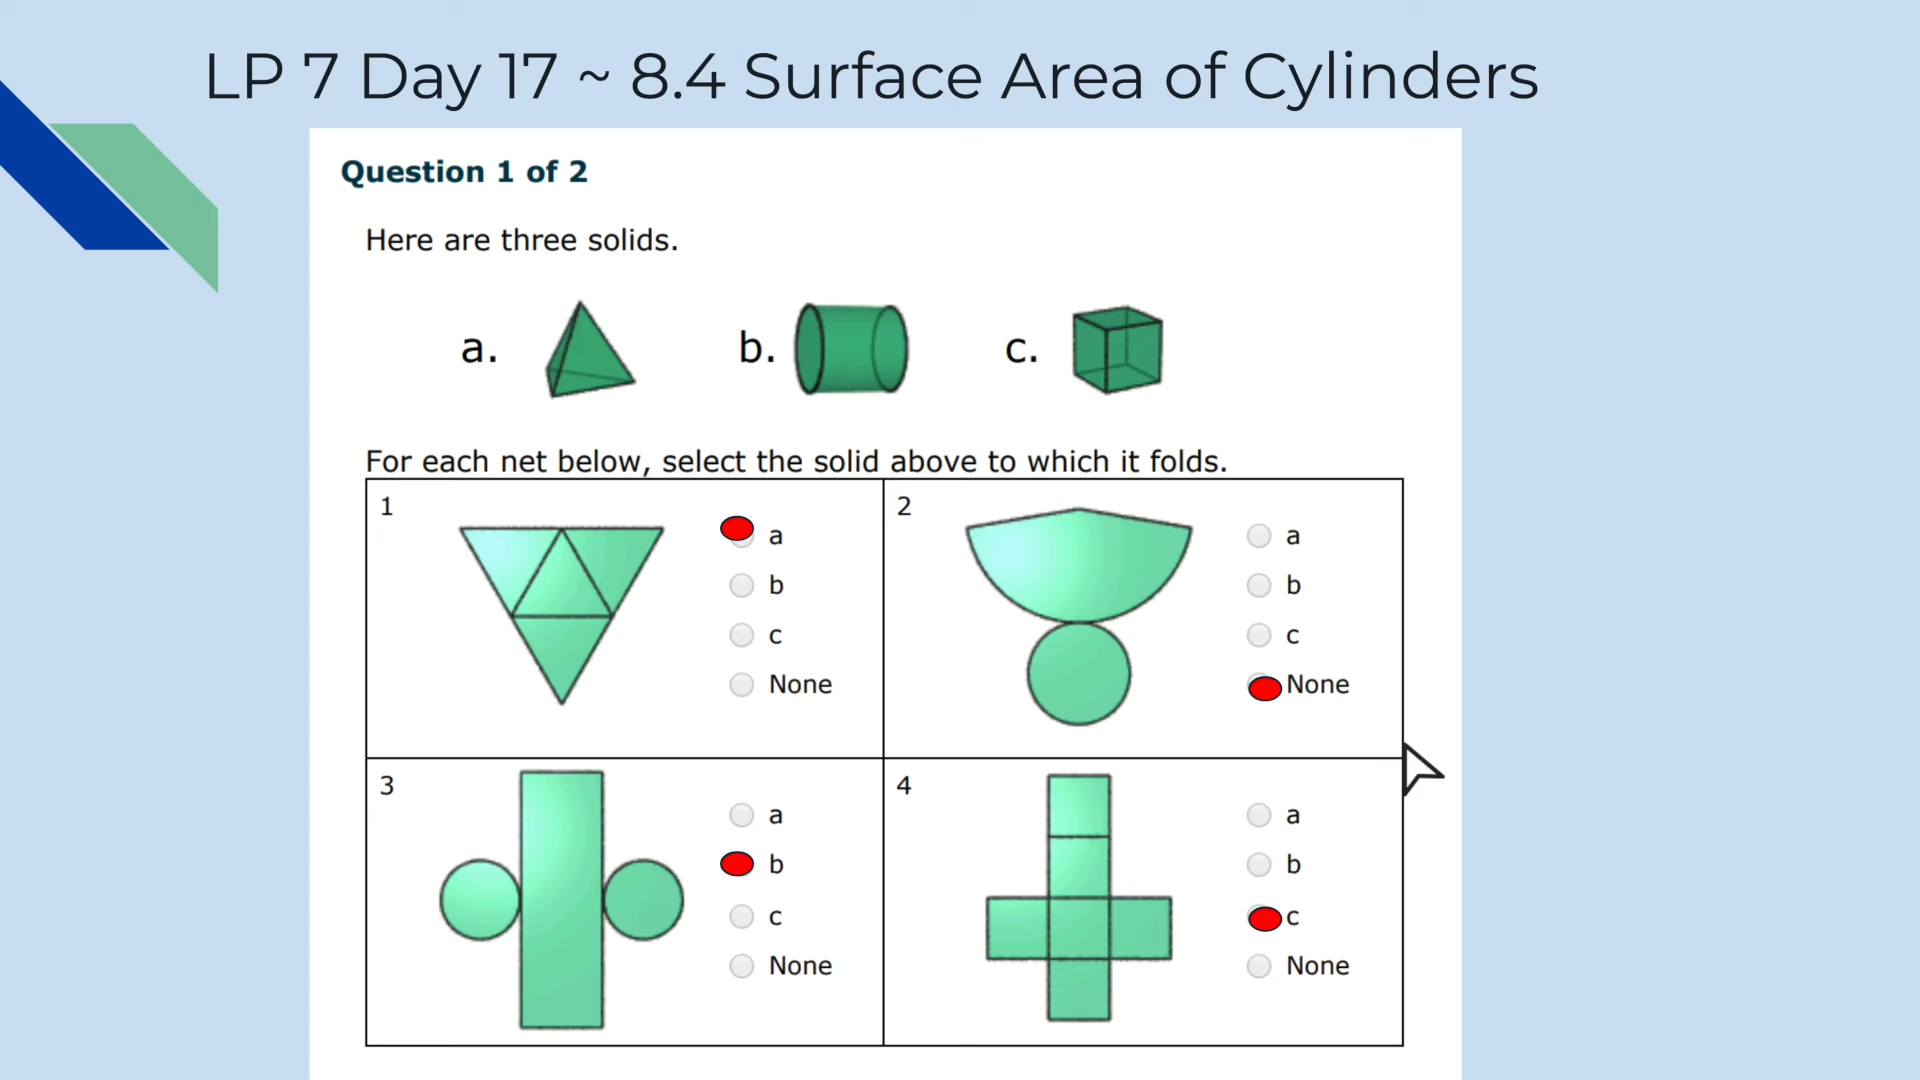 LP 7 Day 17 ~ 8.4 Surface Area of Cylinders
Question 1 of 2
Here are three solids.
a. b. c.
For each net below, select the solid above to which it folds.
1
a
b
c
None
2
a
b
c
None
3
a
b
c
None
4
a
b
c
None